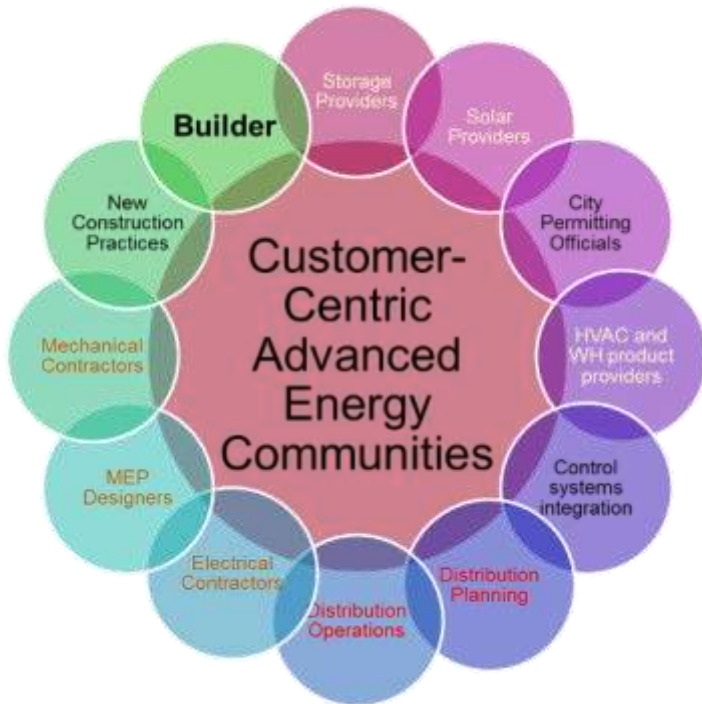 Customer-
Centric
Advanced
Energy
Communities
Storage
Providers
Solar
Providers
City
Permitting
Officials
HVAC and
WH product
providers
Control
systems
integration
Distribution
Planning
Distribution
Operations
Electrical
Contractors
MEP
Designers
Mechanical
Contractors
New
Construction
Practices
Builder